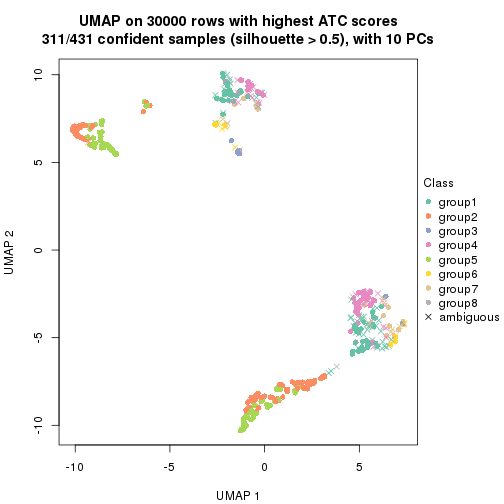 UMAP on 30000 rows with highest ATC scores
311/431 confident samples (silhouette > 0.5), with 10 PCs
10
5
0
-5
-10
UMAP 2
-10
-5
0
5
UMAP 1
Class
group1
group2
group3
group4
group5
group6
group7
group8
ambiguous